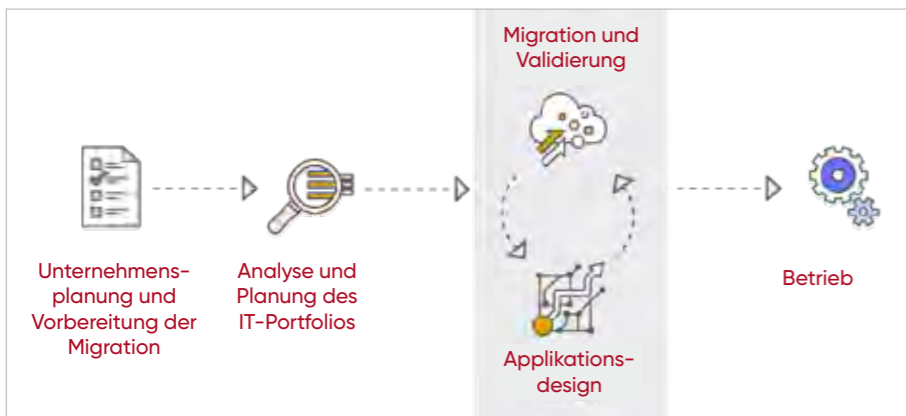 Unternehmens-
planung und
Vorbereitung der
Migration
Analyse und
Planung des
IT-Portfolios
Migration und
Validierung
Applikations-
design
Betrieb